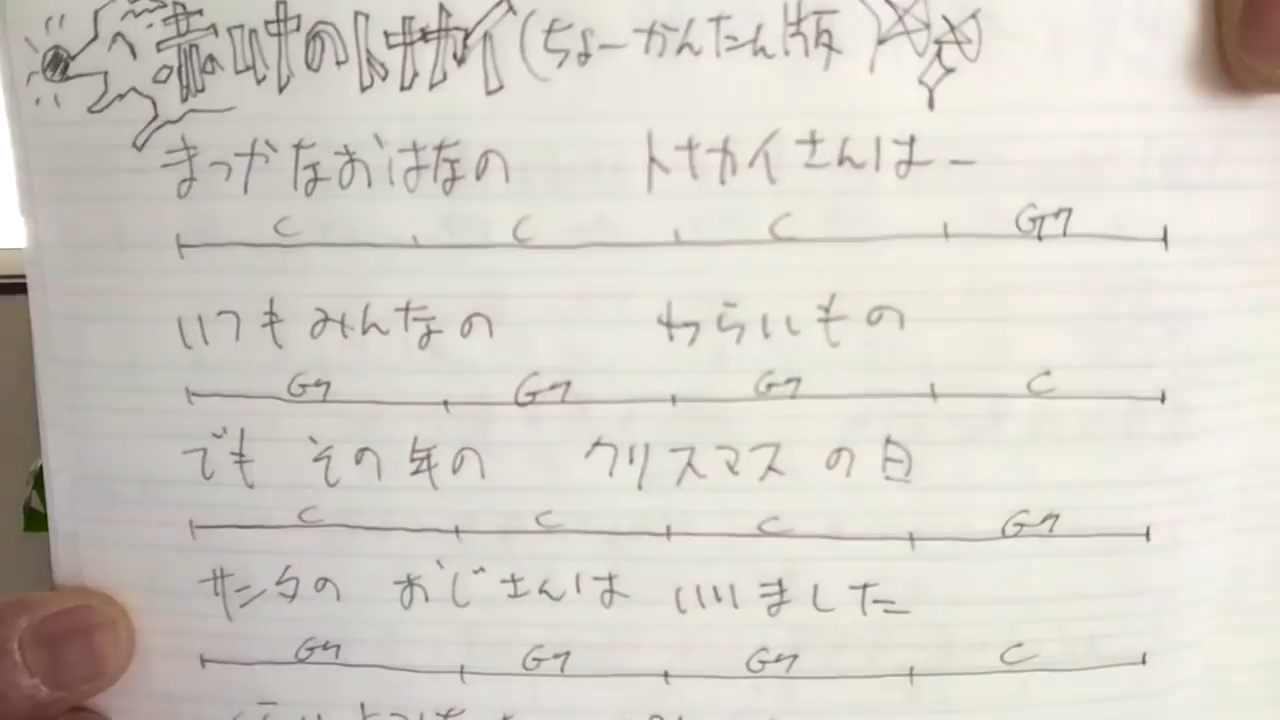 赤い鼻のトナカイ(ちょーかんたん版)
まっかなおはなの トナカイさんはー
C C C G7
いつもみんなの わらいもの
G7 G7 G7 C
でも その年の クリスマス の日
C C C G7
サンタの おじさんは いいました
G7 G7 G7 C